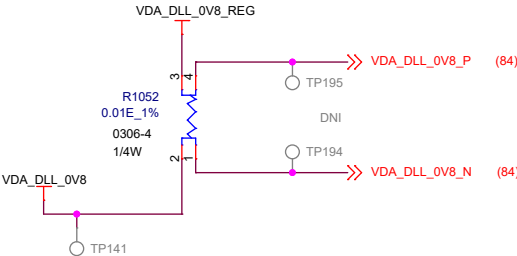 VDA_DLL_0V8_REG
VDA_DLL_0V8_P (84)
3
4
TP195
R1052
0.01E_1%
0306-4
1/4W
DNI
TP194
2
1
VDA_DLL_0V8_N (84)
VDA_DLL_0V8
TP141